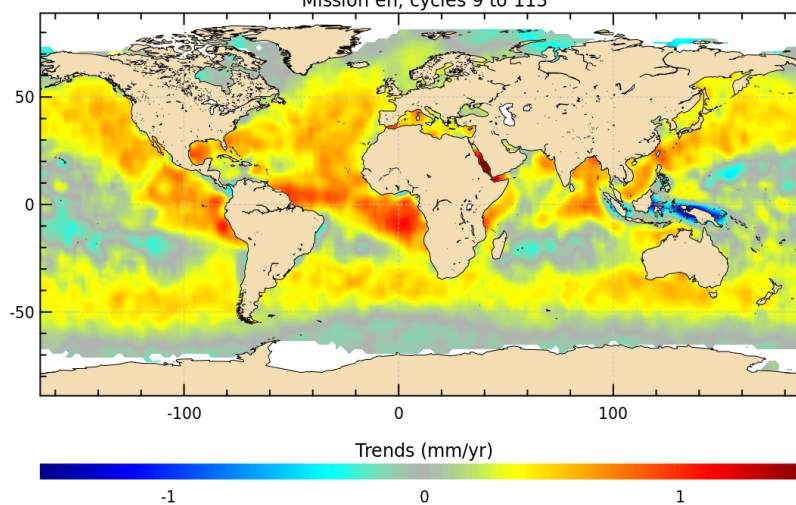 Mission en, cycles 9 to 113
50
0
-50
-100 0 100
Trends (mm/yr)
-1 0 1